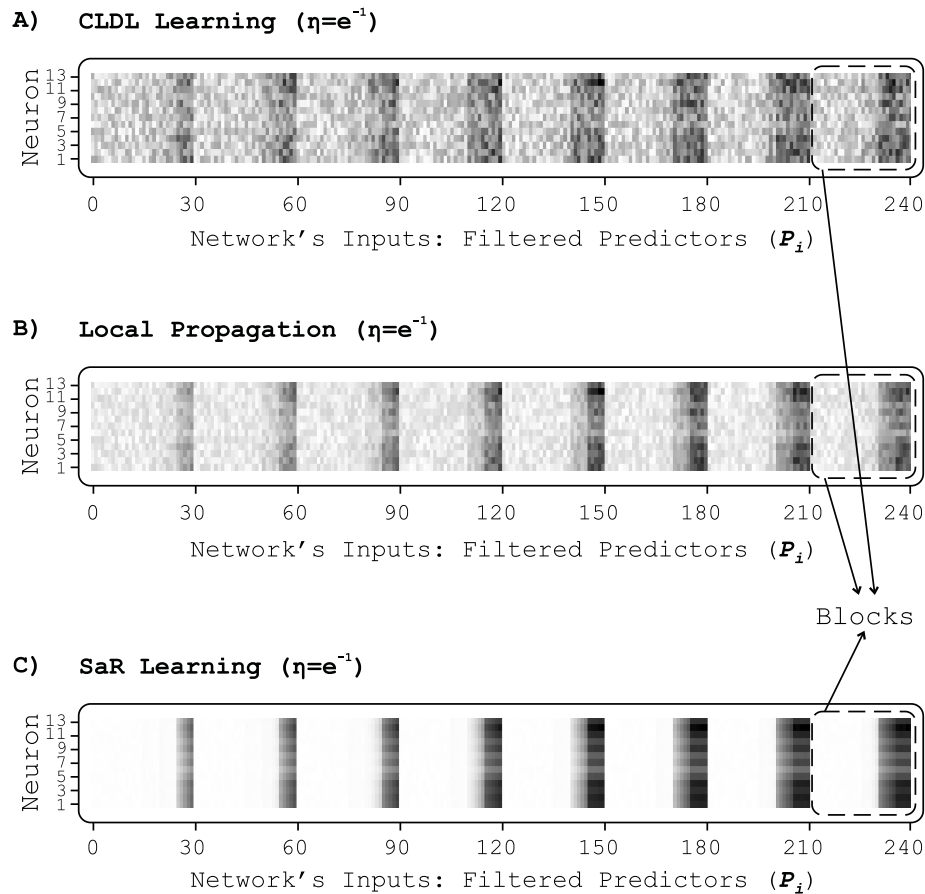 A) CLDL Learning (η=e⁻¹)
Neuron
13
11
9
7
5
3
1
0 30 60 90 120 150 180 210 240
Network's Inputs: Filtered Predictors (Pᵢ)
B) Local Propagation (η=e⁻¹)
Neuron
13
11
9
7
5
3
1
0 30 60 90 120 150 180 210 240
Network's Inputs: Filtered Predictors (Pᵢ)
Blocks
C) SaR Learning (η=e⁻¹)
Neuron
13
11
9
7
5
3
1
0 30 60 90 120 150 180 210 240
Network's Inputs: Filtered Predictors (Pᵢ)